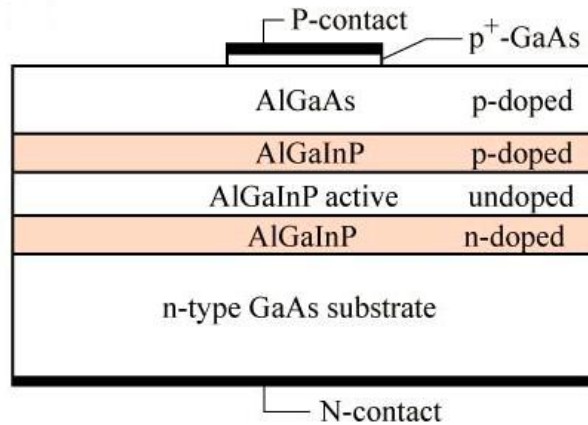 P-contact
p⁺-GaAs
AlGaAs p-doped
AlGaInP p-doped
AlGaInP active undoped
AlGaInP n-doped
n-type GaAs substrate
N-contact